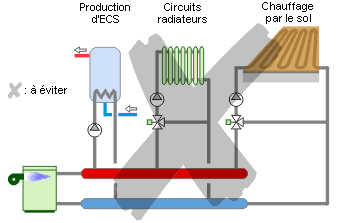 Production
d'ECS
Circuits
radiateurs
Chauffage
par le sol
: à éviter